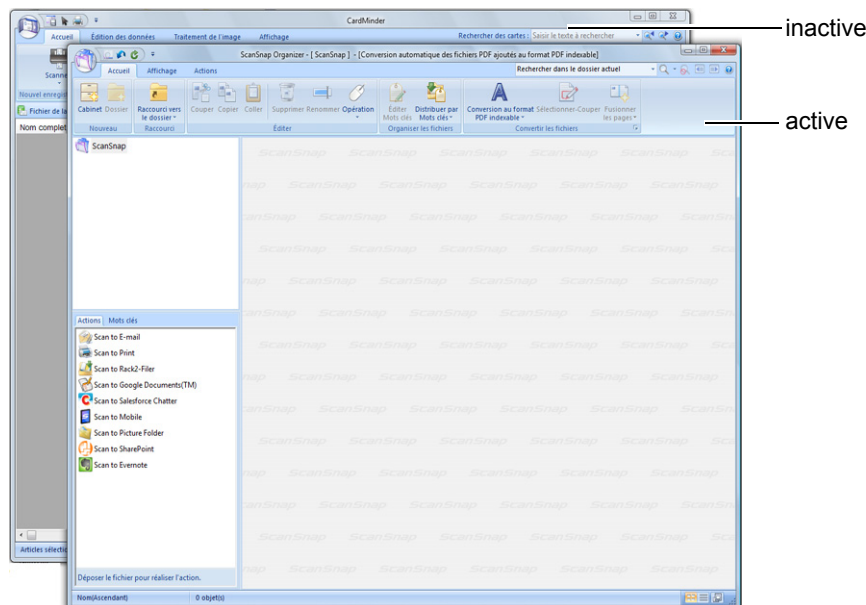 CardMinder
inactive
Accueil Édition des données Traitement de l'image Affichage Rechercher des cartes : Saisir le texte à rechercher
ScanSnap Organizer - [ ScanSnap ] - [Conversion automatique des fichiers PDF ajoutés au format PDF indexable]
Accueil Affichage Actions Rechercher dans le dossier actuel
Scanne
Nouvel enregis
Fichier de la
Nom complet
Cabinet Dossier Raccourci vers le dossier Couper Copier Coller Supprimer Renommer Opération Éditer Mots clés Distribuer par Mots clés Conversion au format PDF indexable Sélectionner-Couper Fusionner les pages
active
Nouveau Raccourci Éditer Organiser les fichiers Convertir les fichiers
ScanSnap
Actions Mots clés
Scan to E-mail
Scan to Print
Scan to Rack2-Filer
Scan to Google Documents(TM)
Scan to Salesforce Chatter
Scan to Mobile
Scan to Picture Folder
Scan to SharePoint
Scan to Evernote
Articles sélectio
Déposer le fichier pour réaliser l'action.
Nom(Ascendant) 0 objet(s)